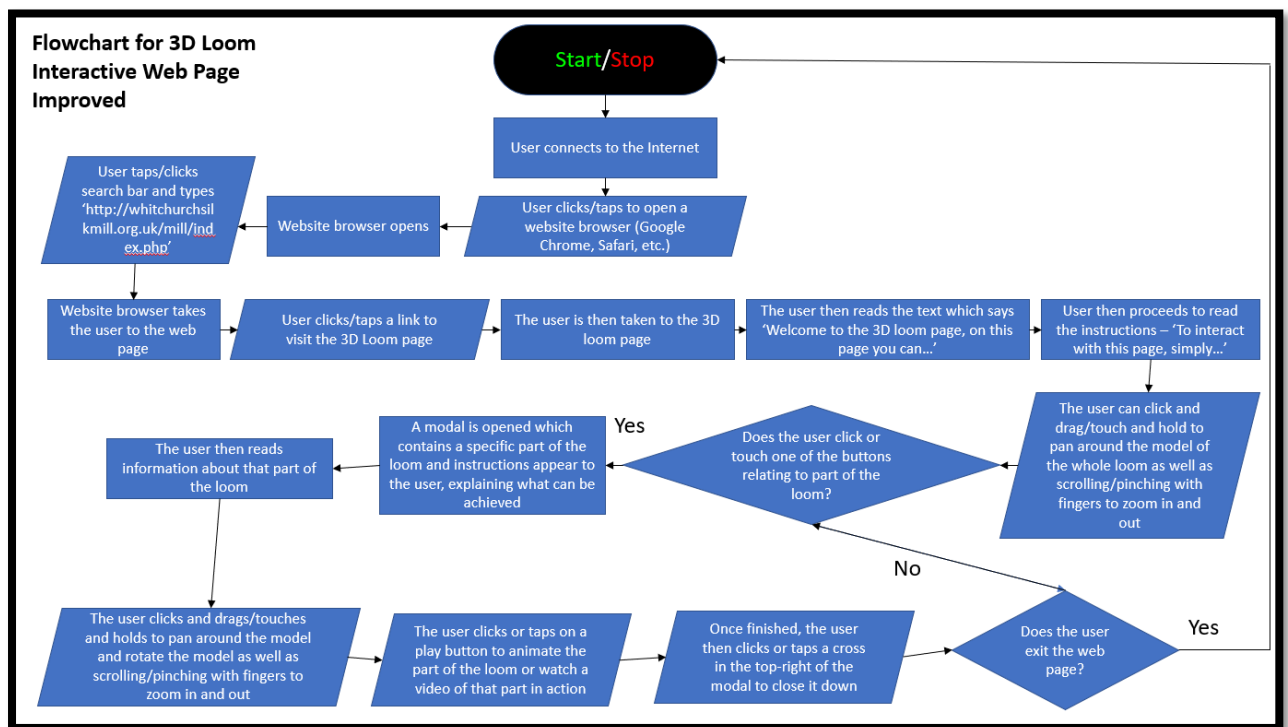 Flowchart for 3D Loom
Interactive Web Page
Improved
Start/Stop
User connects to the Internet
User clicks/taps to open a
website browser (Google
Chrome, Safari, etc.)
Website browser opens
User taps/clicks
search bar and types
‘http://whitchurchsil
kmill.org.uk/mill/ind
ex.php’
Website browser takes
the user to the web
page
User clicks/taps a link to
visit the 3D Loom page
The user is then taken to the 3D
loom page
The user then reads the text which says
‘Welcome to the 3D loom page, on this
page you can…’
User then proceeds to read
the instructions – ‘To interact
with this page, simply…’
The user can click and
drag/touch and hold to
pan around the model of
the whole loom as well as
scrolling/pinching with
fingers to zoom in and
out
Does the user click or
touch one of the buttons
relating to part of the
loom?
Yes
A modal is opened which
contains a specific part of the
loom and instructions appear to
the user, explaining what can be
achieved
The user then reads
information about that part of
the loom
The user clicks and drags/touches
and holds to pan around the model
and rotate the model as well as
scrolling/pinching with fingers to
zoom in and out
The user clicks or taps on a
play button to animate the
part of the loom or watch a
video of that part in action
Once finished, the user
then clicks or taps a cross
in the top-right of the
modal to close it down
Does the user
exit the web
page?
No
Yes